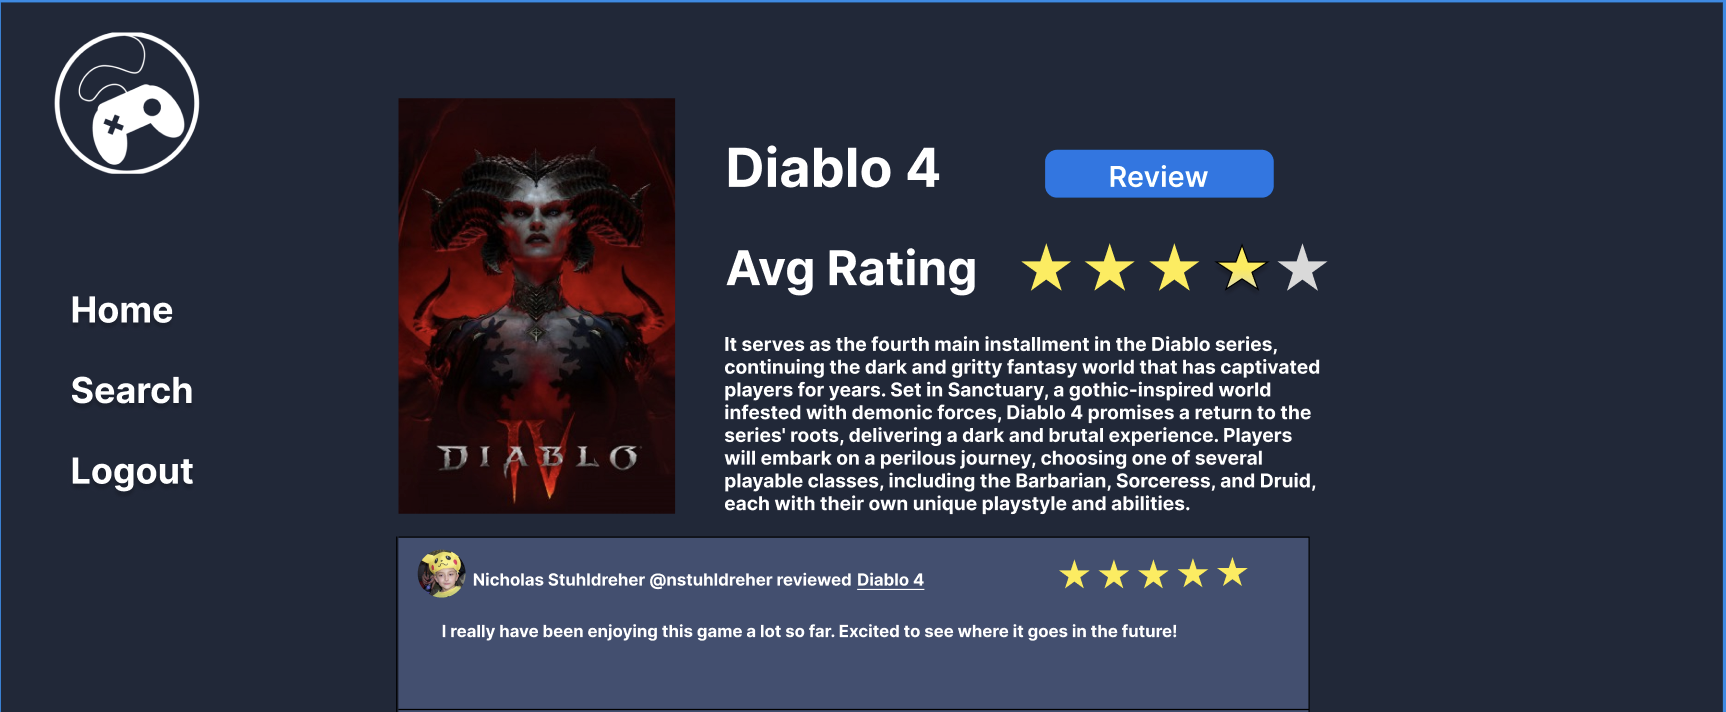 Home
Search
Logout
DIABLO
IV
Diablo 4
Review
Avg Rating
It serves as the fourth main installment in the Diablo series,
continuing the dark and gritty fantasy world that has captivated
players for years. Set in Sanctuary, a gothic-inspired world
infested with demonic forces, Diablo 4 promises a return to the
series' roots, delivering a dark and brutal experience. Players
will embark on a perilous journey, choosing one of several
playable classes, including the Barbarian, Sorceress, and Druid,
each with their own unique playstyle and abilities.
Nicholas Stuhldreher @nstuhldreher reviewed Diablo 4
I really have been enjoying this game a lot so far. Excited to see where it goes in the future!